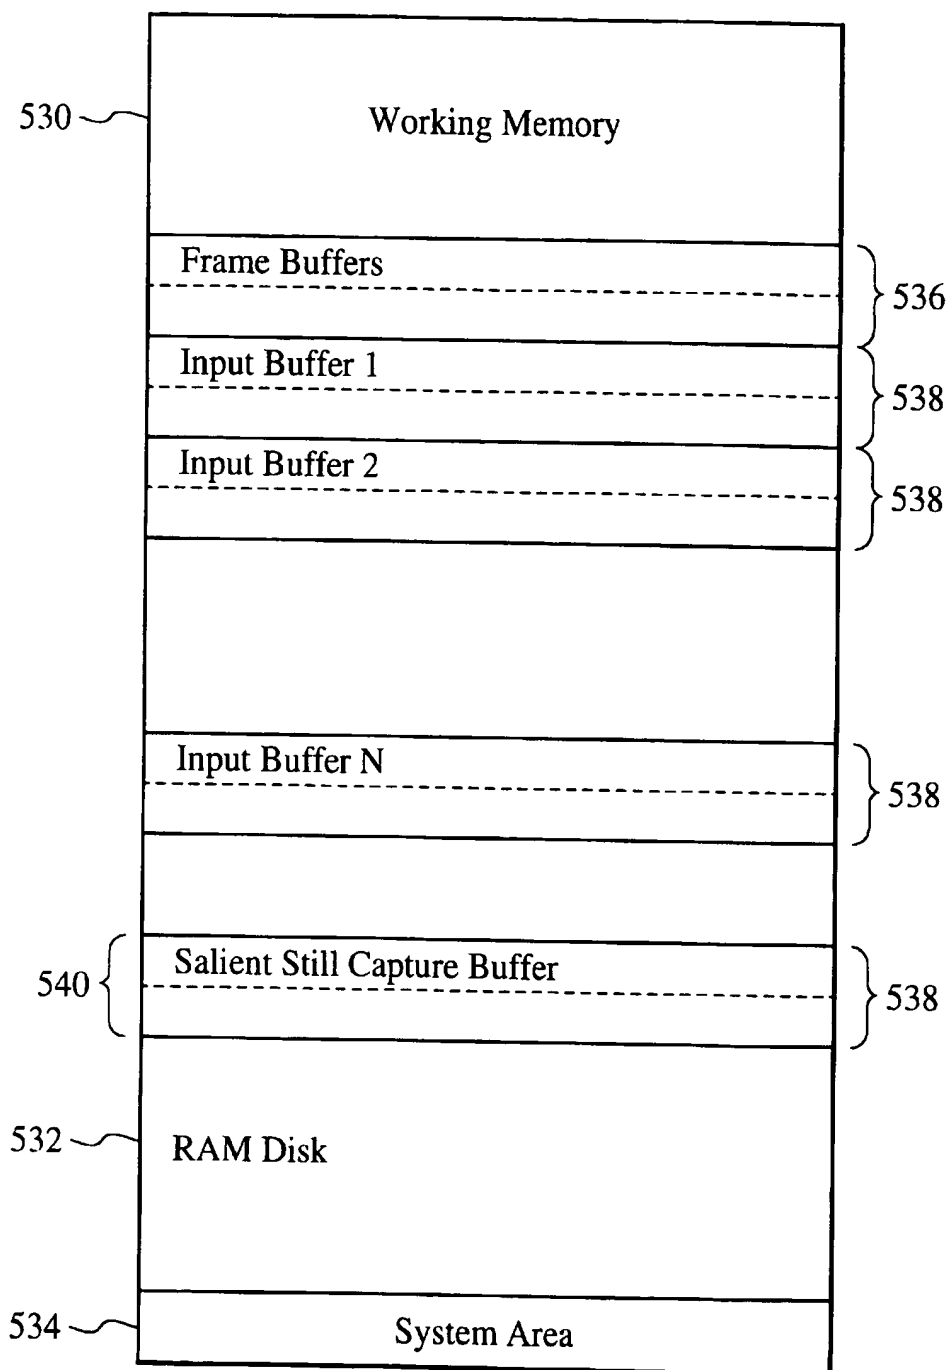 530
Working Memory
Frame Buffers
536
Input Buffer 1
538
Input Buffer 2
538
Input Buffer N
538
540
Salient Still Capture Buffer
538
532
RAM Disk
534
System Area